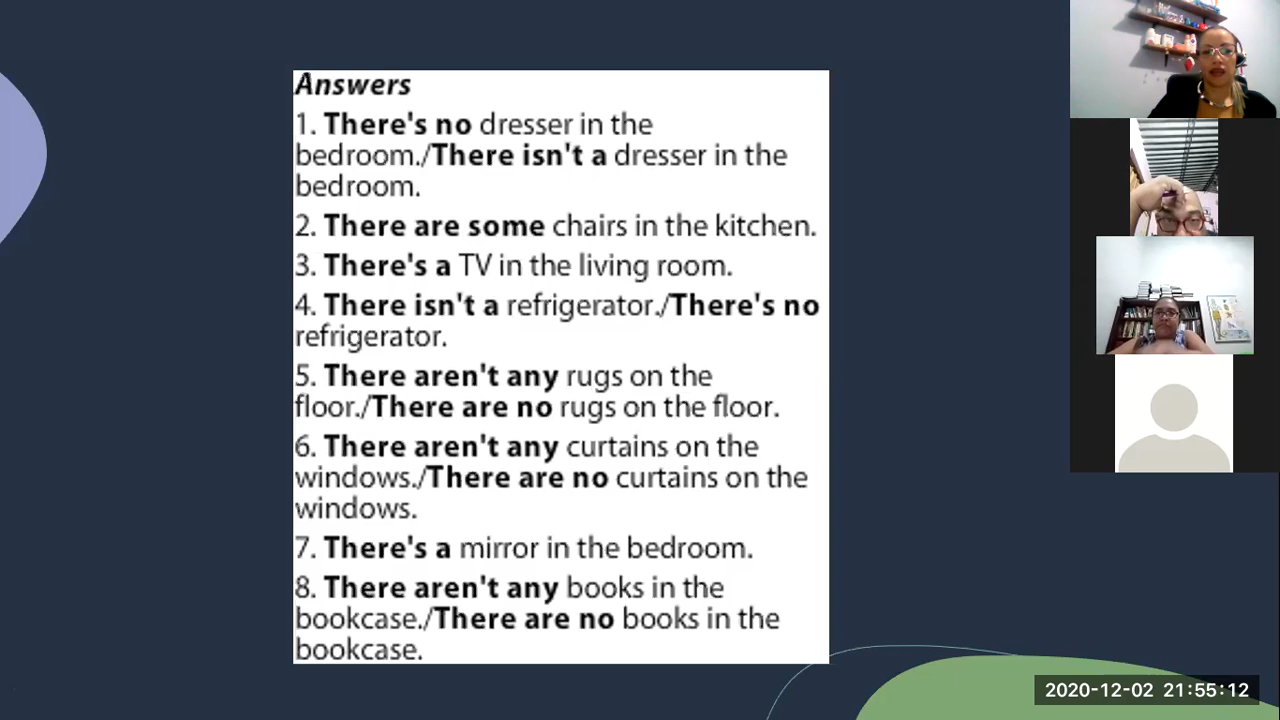 Answers
1. There's no dresser in the
bedroom./There isn't a dresser in the
bedroom.
2. There are some chairs in the kitchen.
3. There's a TV in the living room.
4. There isn't a refrigerator./There's no
refrigerator.
5. There aren't any rugs on the
floor./There are no rugs on the floor.
6. There aren't any curtains on the
windows./There are no curtains on the
windows.
7. There's a mirror in the bedroom.
8. There aren't any books in the
bookcase./There are no books in the
bookcase.
2020-12-02 21:55:12